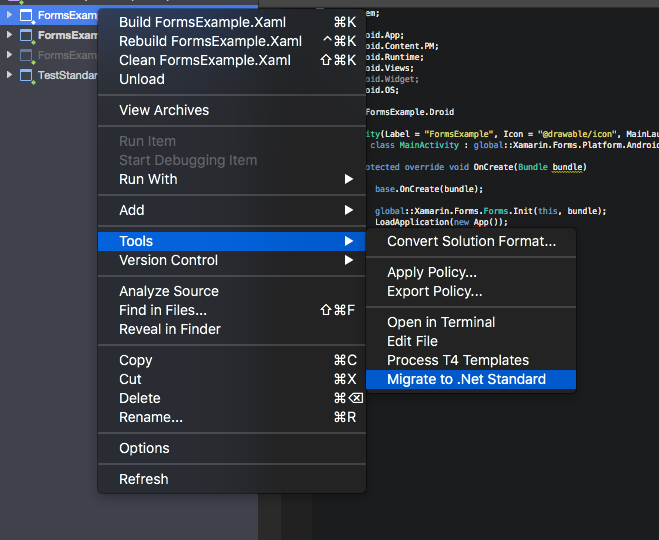 FormsExam
FormsExam
FormsExam
TestStandar
Build FormsExample.Xaml ⌘K
Rebuild FormsExample.Xaml ^⌘K
Clean FormsExample.Xaml ⇧⌘K
Unload
View Archives
Run Item
Start Debugging Item
Run With
Add
Tools
Version Control
Analyze Source
Find in Files... ⇧⌘F
Reveal in Finder
Copy ⌘C
Cut ⌘X
Delete ⌘⌫
Rename... ⌘R
Options
Refresh
Convert Solution Format...
Apply Policy...
Export Policy...
Open in Terminal
Edit File
Process T4 Templates
Migrate to .Net Standard
em;
oid.App;
oid.Content.PM;
oid.Runtime;
oid.Views;
oid.Widget;
oid.OS;
FormsExample.Droid
ity(Label = "FormsExample", Icon = "@drawable/icon", MainLau
class MainActivity : global::Xamarin.Forms.Platform.Android
otected override void OnCreate(Bundle bundle)
base.OnCreate(bundle);
global::Xamarin.Forms.Forms.Init(this, bundle);
LoadApplication(new App());